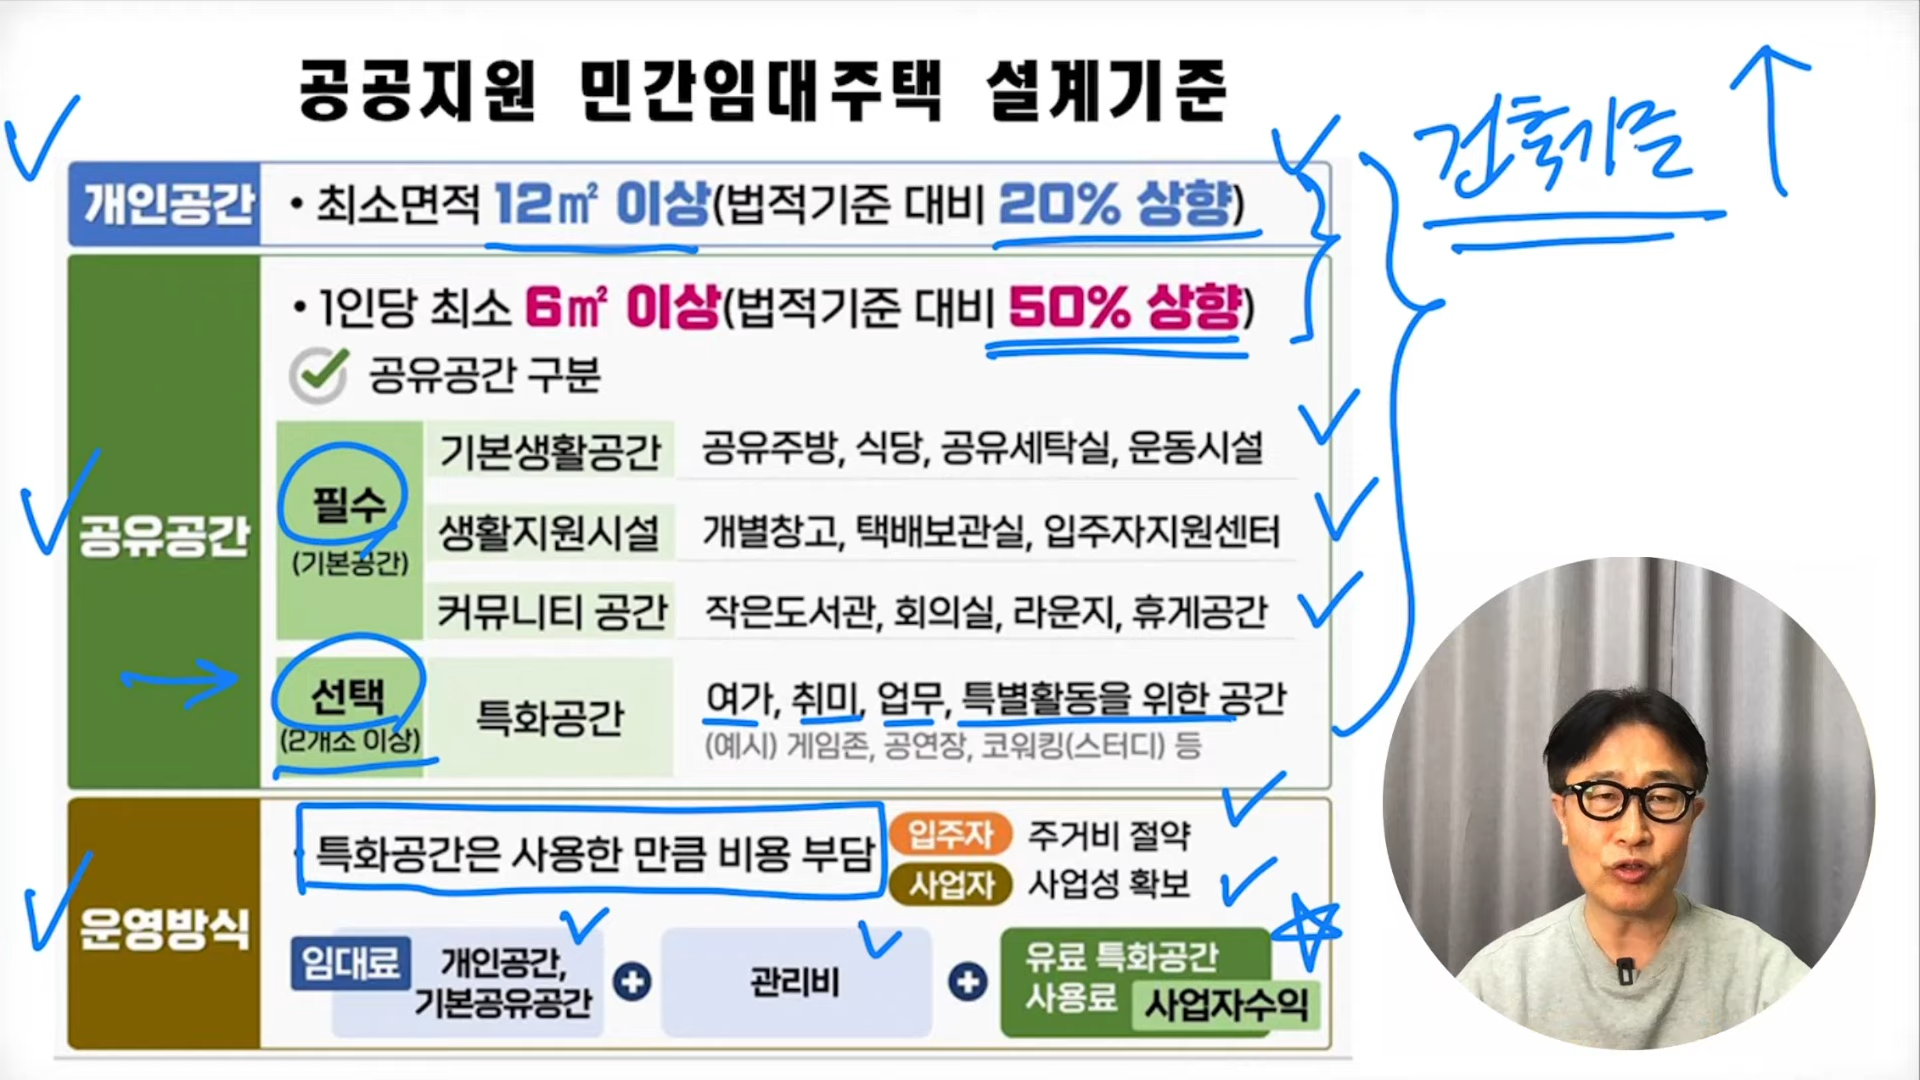 공공지원 민간임대주택 설계기준
건축기준
개인공간
• 최소면적 12㎡ 이상(법적기준 대비 20% 상향)
공유공간
• 1인당 최소 6㎡ 이상(법적기준 대비 50% 상향)
공유공간 구분
필수
(기본공간)
기본생활공간 공유주방, 식당, 공유세탁실, 운동시설
생활지원시설 개별창고, 택배보관실, 입주자지원센터
커뮤니티 공간 작은도서관, 회의실, 라운지, 휴게공간
선택
(2개소 이상)
특화공간
여가, 취미, 업무, 특별활동을 위한 공간
(예시) 게임존, 공연장, 코워킹(스터디) 등
운영방식
• 특화공간은 사용한 만큼 비용 부담
입주자 주거비 절약
사업자 사업성 확보
임대료 개인공간,
기본공유공간
+
관리비
+
유료 특화공간
사용료 사업자수익